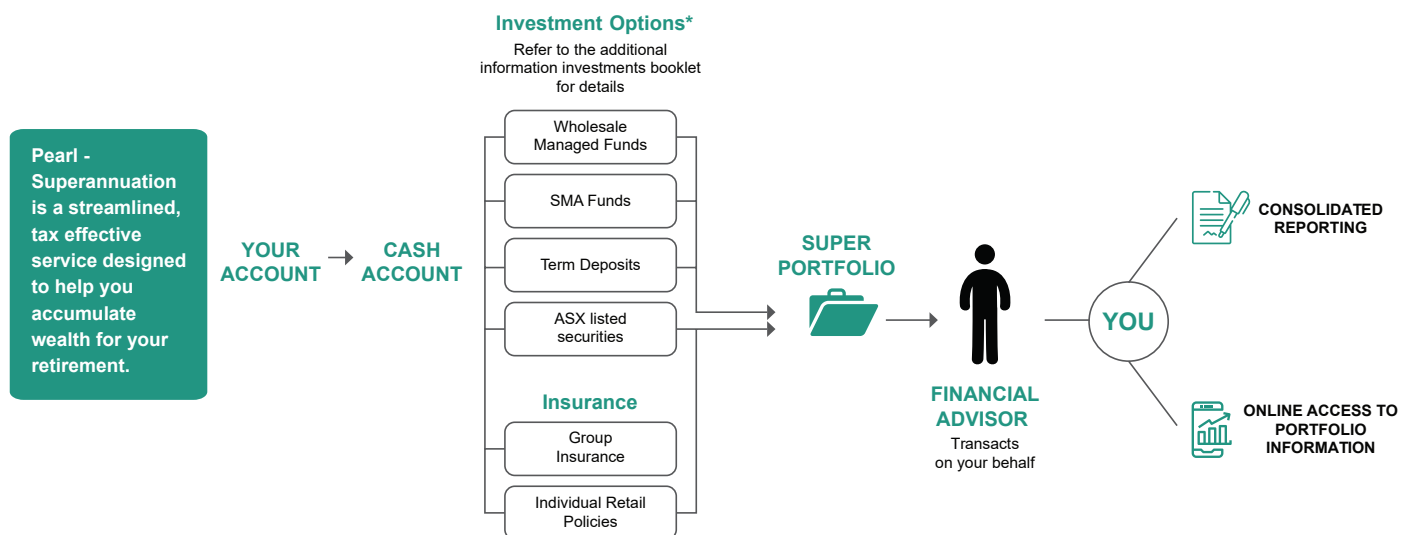 Investment Options*
Refer to the additional
information investments booklet
for details
Pearl -
Superannuation
is a streamlined,
tax effective
service designed
to help you
accumulate
wealth for your
retirement.
YOUR
ACCOUNT
CASH
ACCOUNT
Wholesale
Managed Funds
SMA Funds
Term Deposits
ASX listed
securities
Insurance
Group
Insurance
Individual Retail
Policies
SUPER
PORTFOLIO
FINANCIAL
ADVISOR
Transacts
on your behalf
YOU
CONSOLIDATED
REPORTING
ONLINE ACCESS TO
PORTFOLIO
INFORMATION